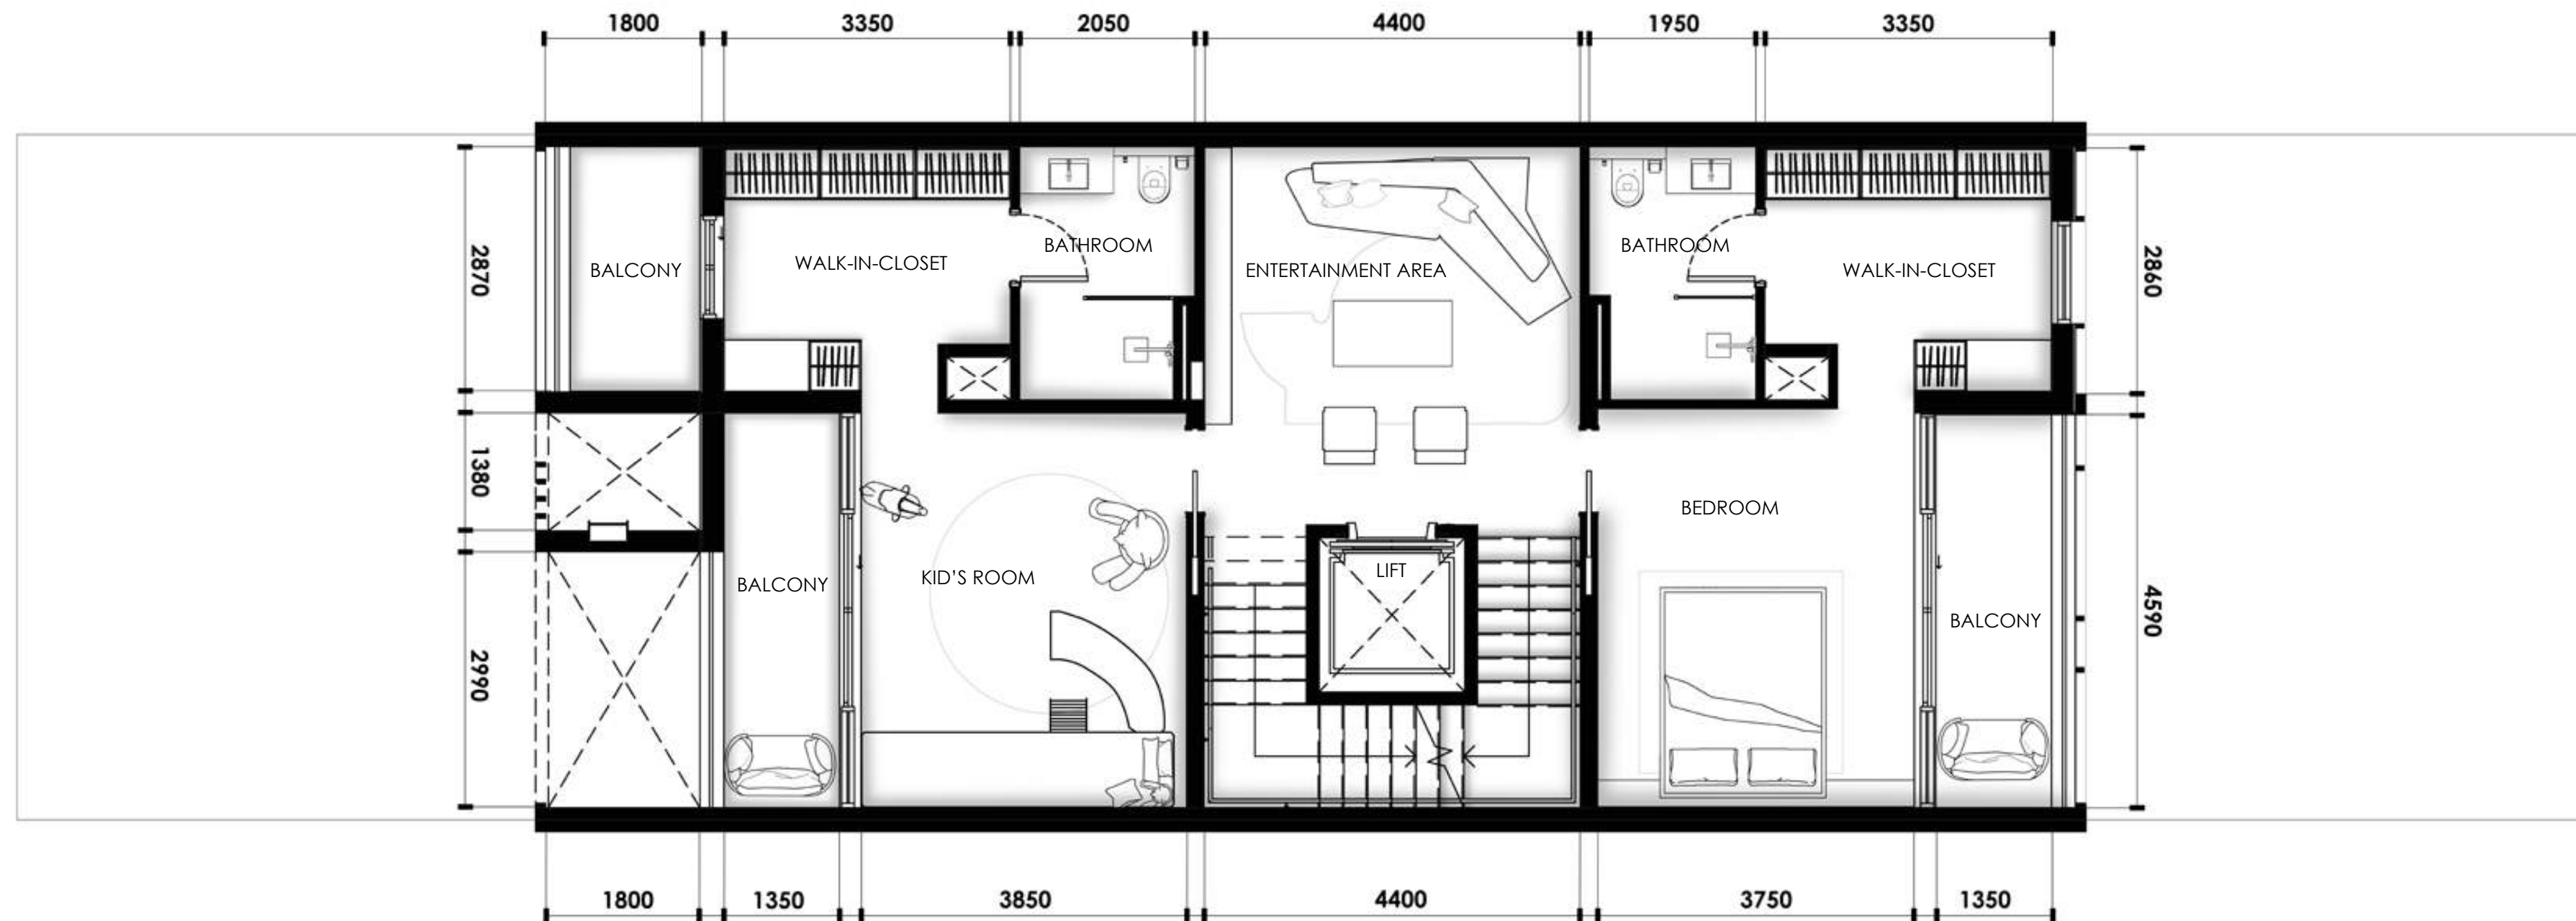 1800
3350
2050
4400
1950
3350
2870
1380
2990
BALCONY
WALK-IN-CLOSET
BATHROOM
ENTERTAINMENT AREA
BATHROOM
WALK-IN-CLOSET
BALCONY
KID'S ROOM
LIFT
BEDROOM
BALCONY
2860
4590
1800
1350
3850
4400
3750
1350